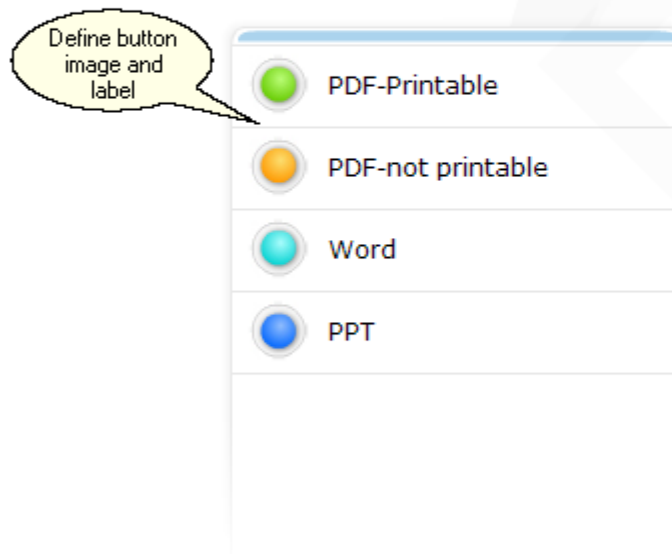 Define button
image and
label
PDF-Printable
PDF-not printable
Word
PPT